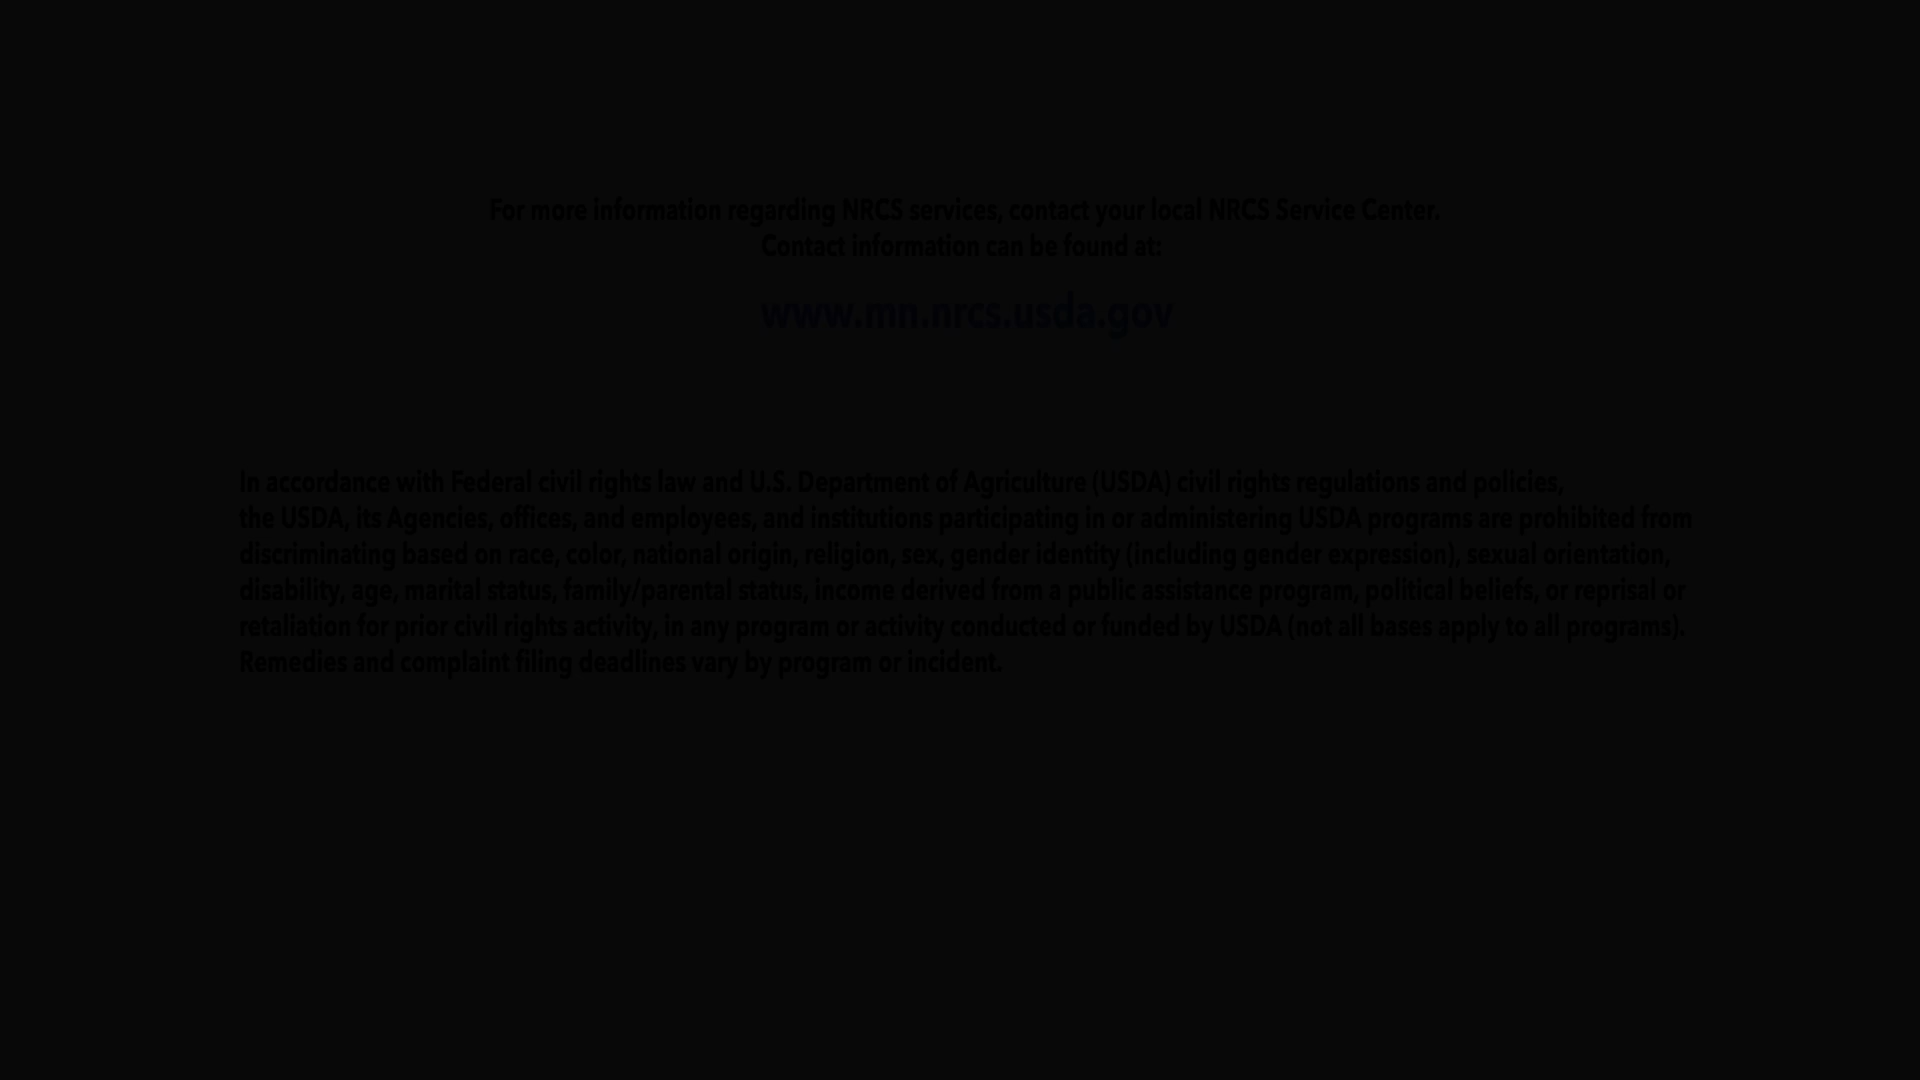 For more information regarding NRCS services, contact your local NRCS Service Center.
Contact information can be found at:
www.mn.nrcs.usda.gov
In accordance with Federal civil rights law and U.S. Department of Agriculture (USDA) civil rights regulations and policies,
the USDA, its Agencies, offices, and employees, and institutions participating in or administering USDA programs are prohibited from
discriminating based on race, color, national origin, religion, sex, gender identity (including gender expression), sexual orientation,
disability, age, marital status, family/parental status, income derived from a public assistance program, political beliefs, or reprisal or
retaliation for prior civil rights activity, in any program or activity conducted or funded by USDA (not all bases apply to all programs).
Remedies and complaint filing deadlines vary by program or incident.